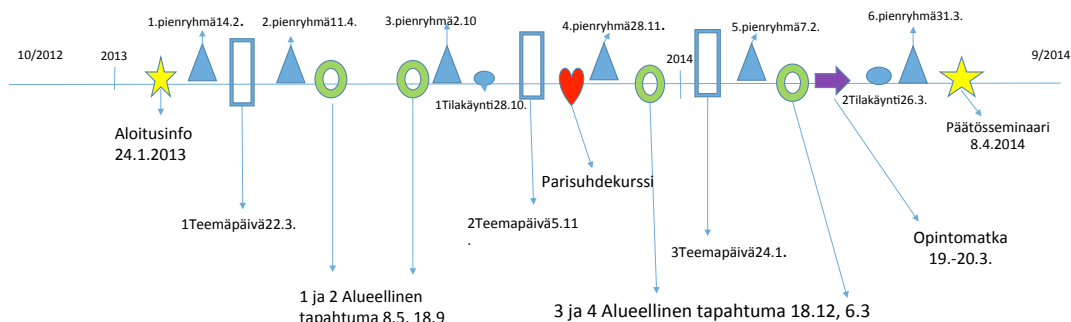 1.pienryhmä14.2.
2.pienryhmä11.4.
3.pienryhmä2.10
4.pienryhmä28.11.
5.pienryhmä7.2.
6.pienryhmä31.3.
10/2012
2013
2014
9/2014
1Tilakäynti28.10.
2Tilakäynti26.3.
Aloitusinfo
24.1.2013
Päätösseminaari
8.4.2014
Parisuhdekurssi
1Teemäpäivä22.3.
2Teemapäivä5.11
.
3Teemapäivä24.1.
Opintomatka
19.-20.3.
1 ja 2 Alueellinen
tapahtuma 8.5, 18.9
3 ja 4 Alueellinen tapahtuma 18.12, 6.3